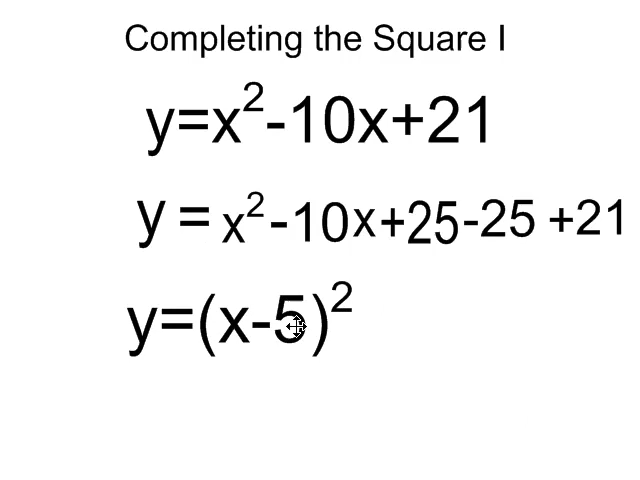 Completing the Square I
y=x²-10x+21
y = x²-10x+25-25 +21
y=(x-5)²